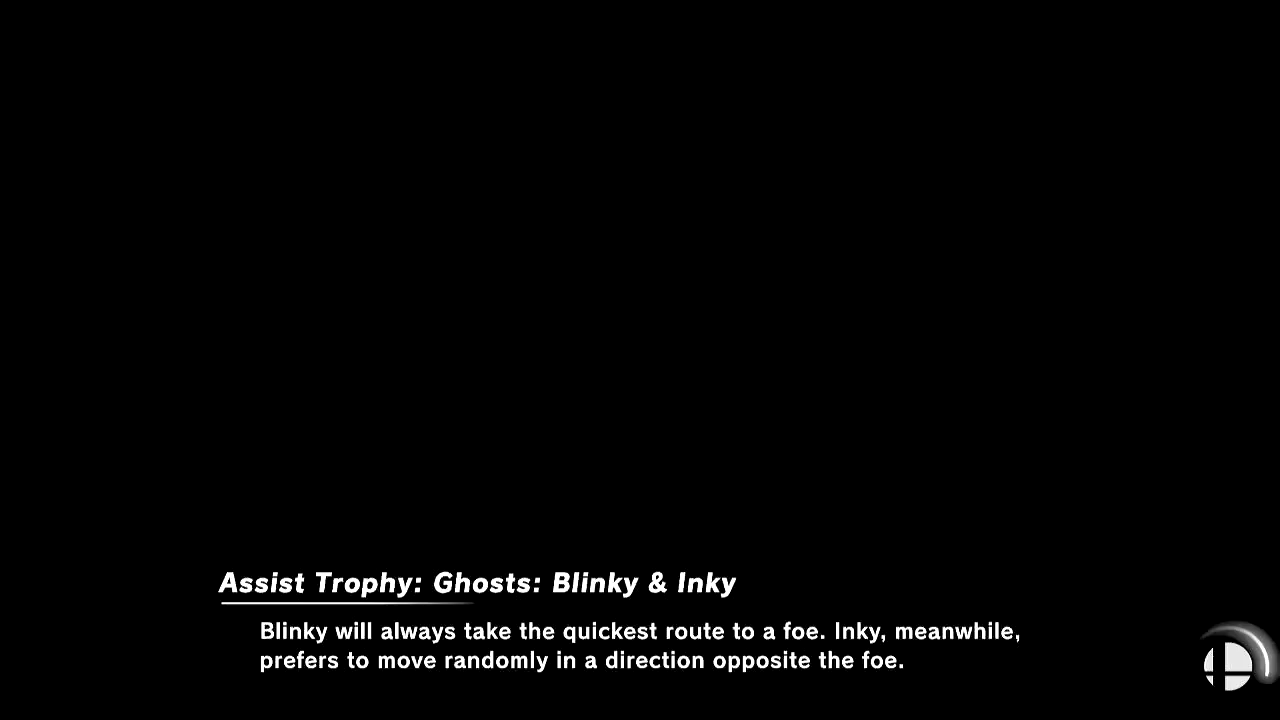 Assist Trophy: Ghosts: Blinky & Inky
Blinky will always take the quickest route to a foe. Inky, meanwhile,
prefers to move randomly in a direction opposite the foe.